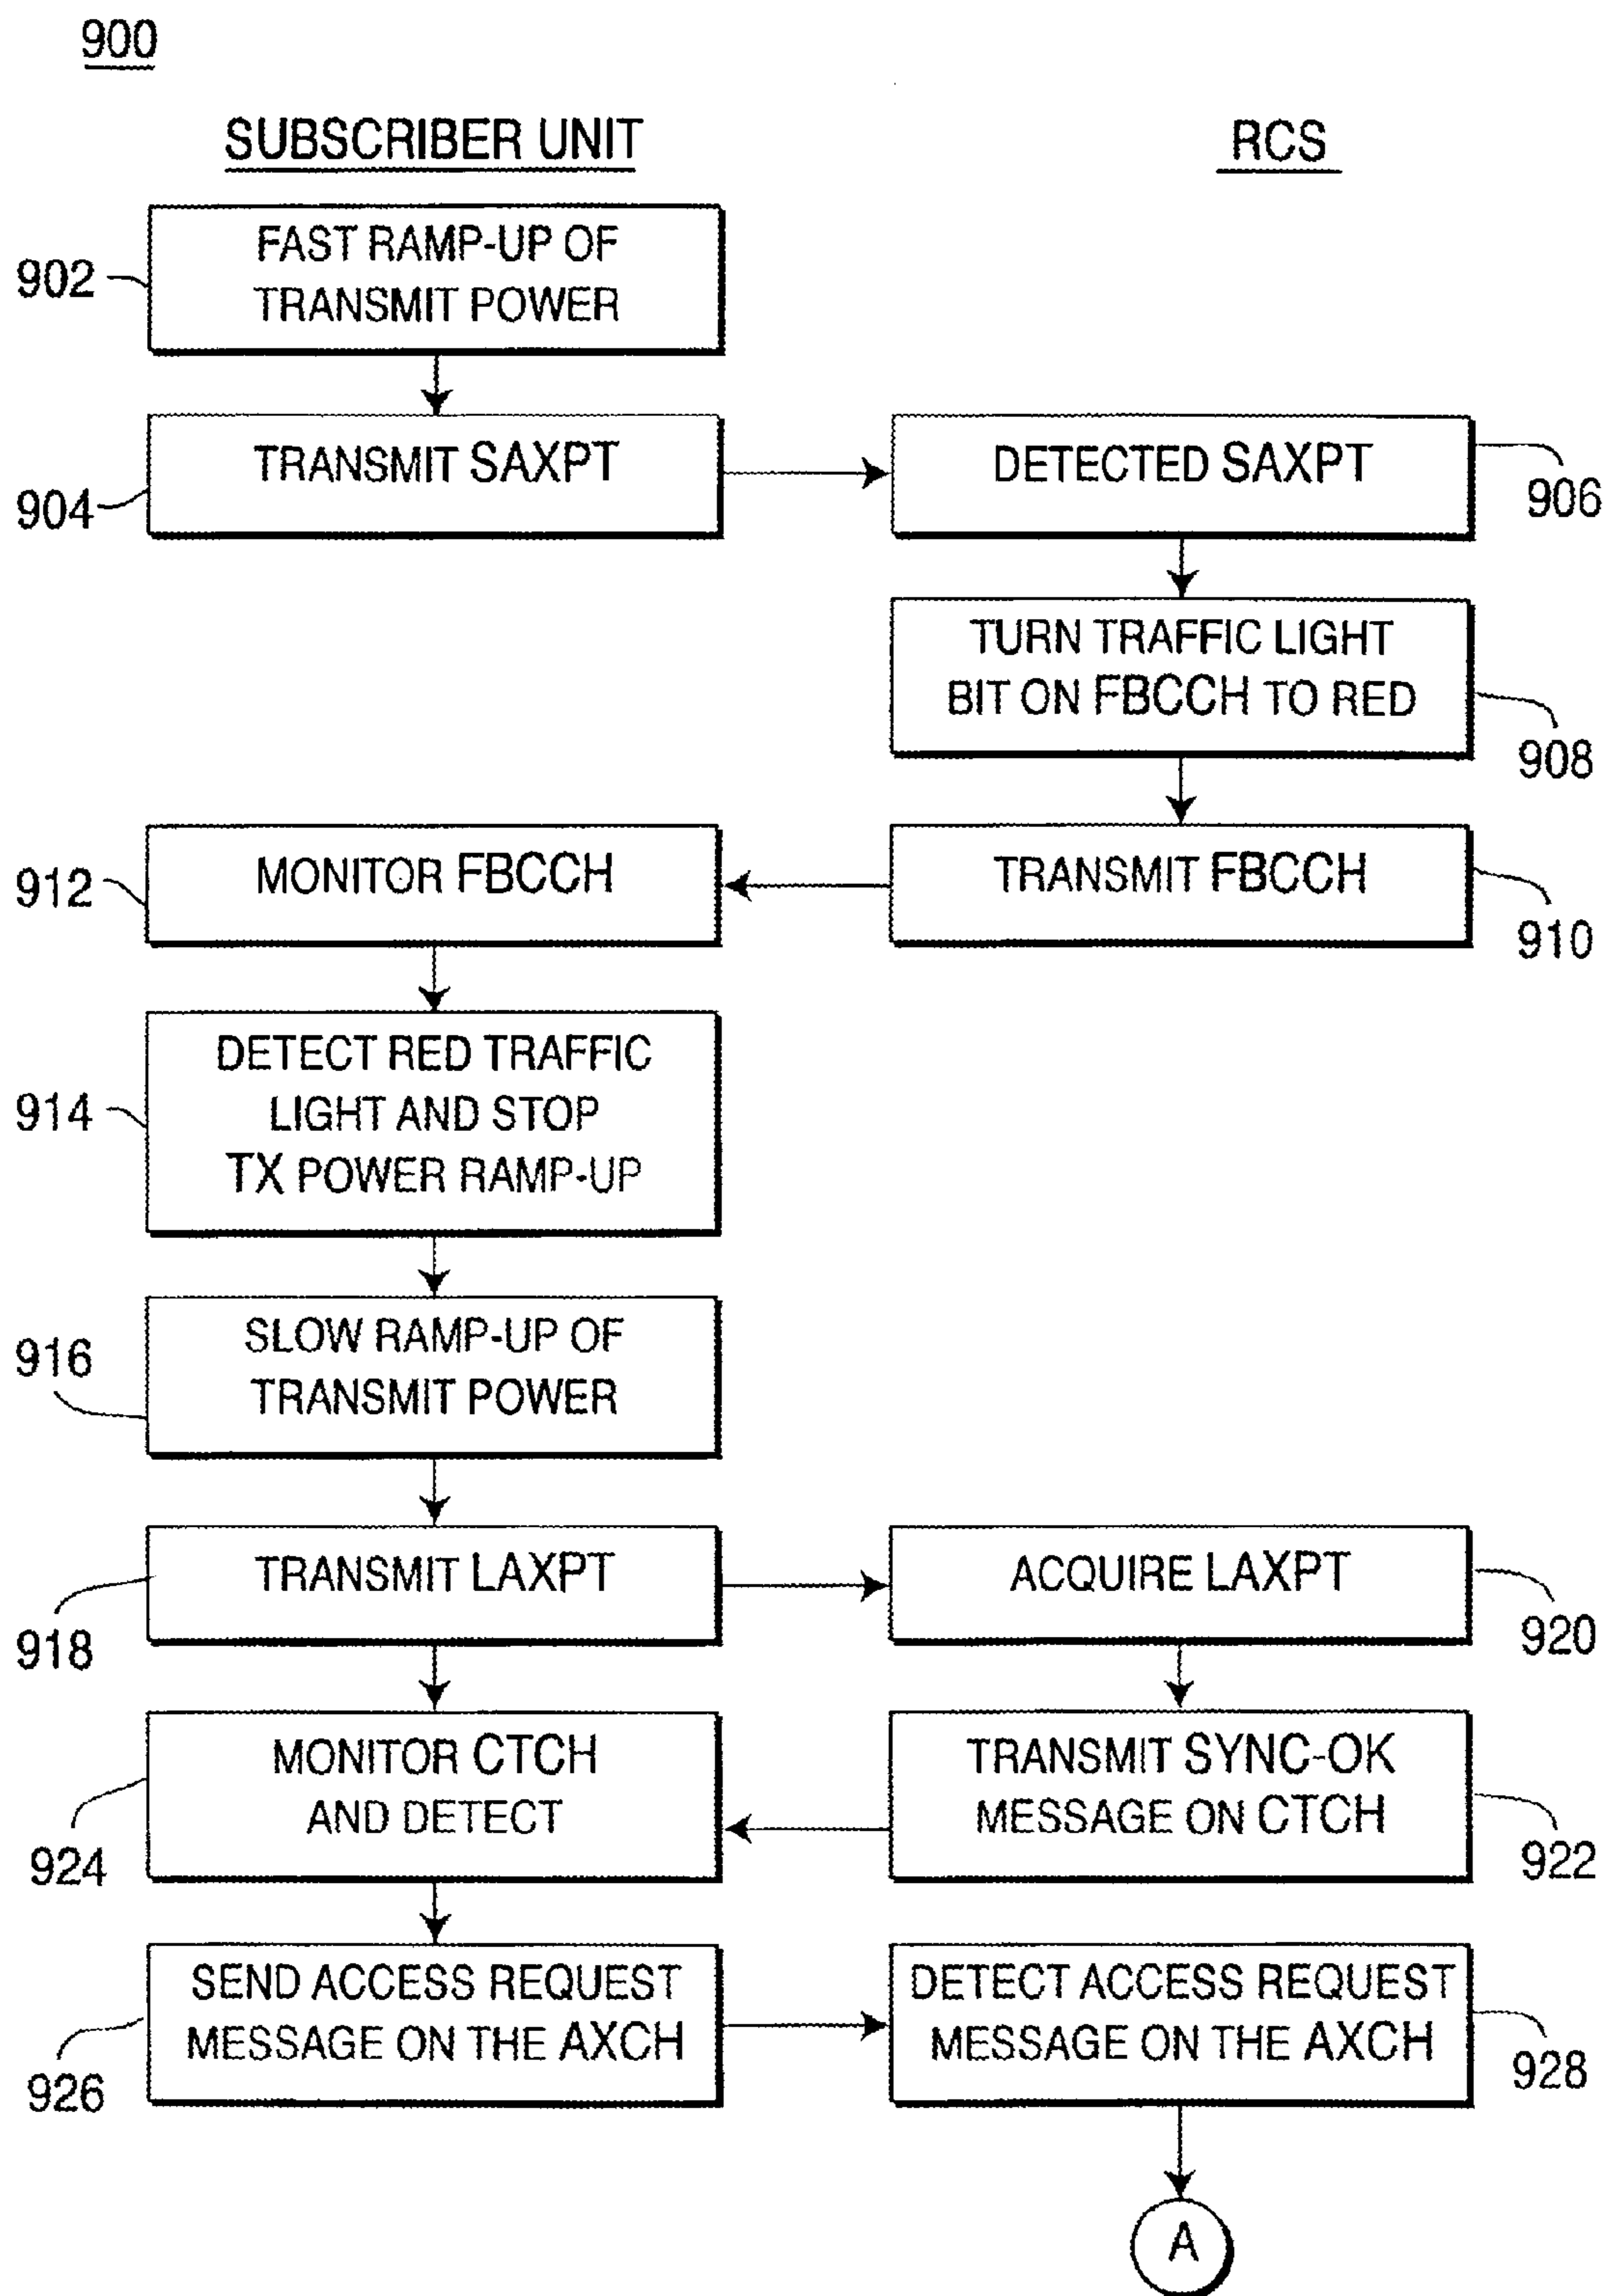 900
SUBSCRIBER UNIT
RCS
902
FAST RAMP-UP OF
TRANSMIT POWER
904
TRANSMIT SAXPT
DETECTED SAXPT
906
TURN TRAFFIC LIGHT
BIT ON FBCCH TO RED
908
912
MONITOR FBCCH
TRANSMIT FBCCH
910
914
DETECT RED TRAFFIC
LIGHT AND STOP
TX POWER RAMP-UP
916
SLOW RAMP-UP OF
TRANSMIT POWER
918
TRANSMIT LAXPT
ACQUIRE LAXPT
920
924
MONITOR CTCH
AND DETECT
TRANSMIT SYNC-OK
MESSAGE ON CTCH
922
926
SEND ACCESS REQUEST
MESSAGE ON THE AXCH
DETECT ACCESS REQUEST
MESSAGE ON THE AXCH
928
A